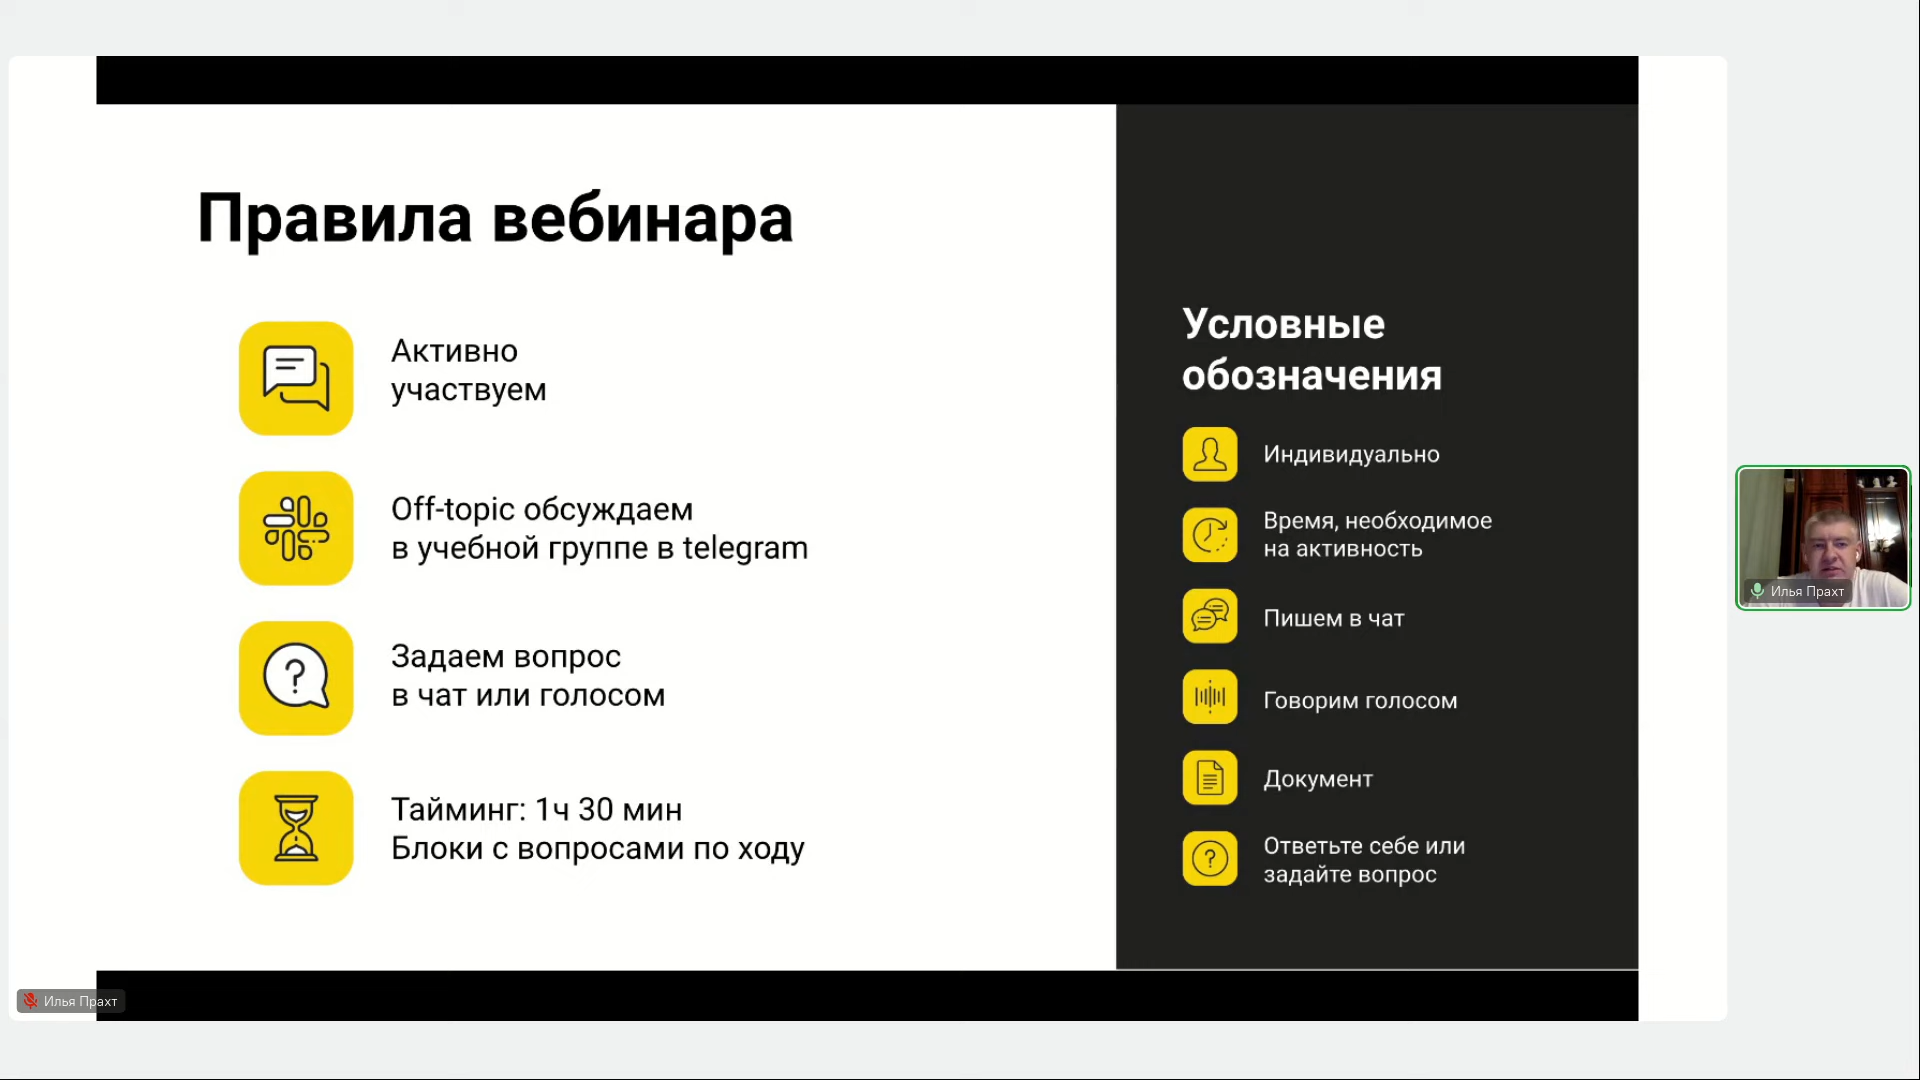 Правила вебинара
Активно
участвуем
Off-topic обсуждаем
в учебной группе в telegram
Задаем вопрос
в чат или голосом
Тайминг: 1ч 30 мин
Блоки с вопросами по ходу
Условные
обозначения
Индивидуально
Время, необходимое
на активность
Пишем в чат
Говорим голосом
Документ
Ответьте себе или
задайте вопрос
Илья Прахт
Илья Прахт